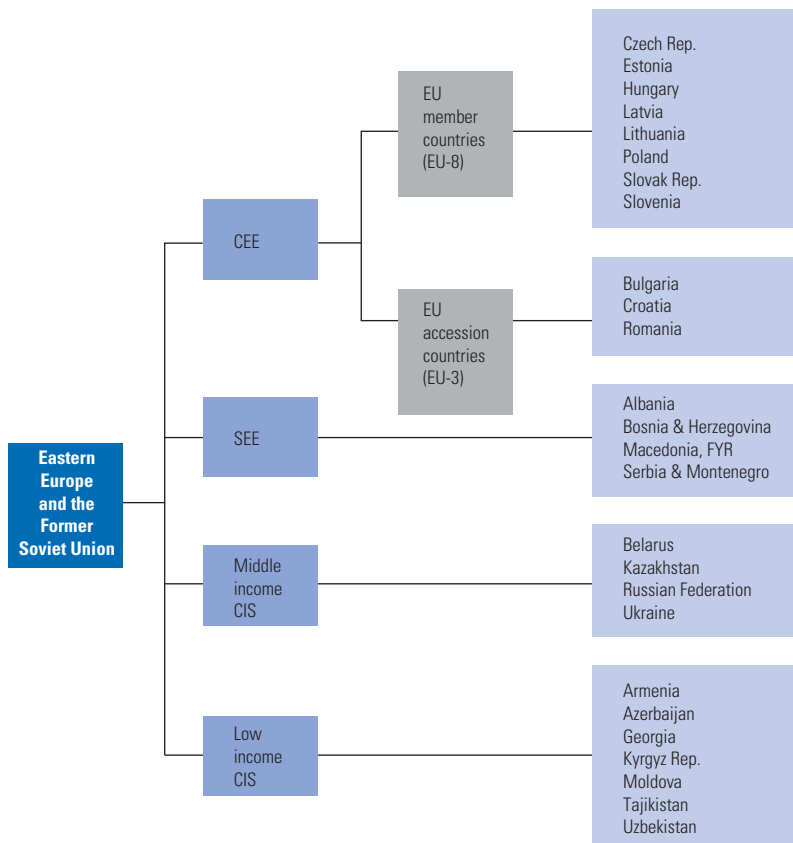 Eastern
Europe
and the
Former
Soviet Union
CEE
EU
member
countries
(EU-8)
Czech Rep.
Estonia
Hungary
Latvia
Lithuania
Poland
Slovak Rep.
Slovenia
EU
accession
countries
(EU-3)
Bulgaria
Croatia
Romania
SEE
Albania
Bosnia & Herzegovina
Macedonia, FYR
Serbia & Montenegro
Middle
income
CIS
Belarus
Kazakhstan
Russian Federation
Ukraine
Low
income
CIS
Armenia
Azerbaijan
Georgia
Kyrgyz Rep.
Moldova
Tajikistan
Uzbekistan